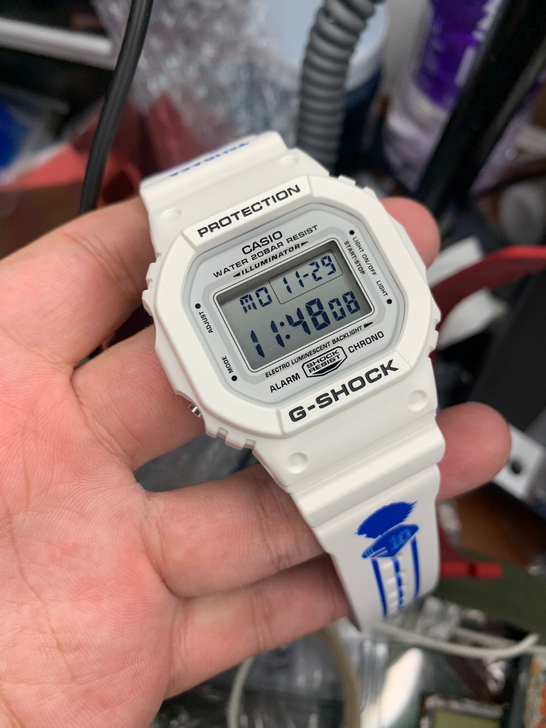 PROTECTION
CASIO
WATER 20BAR RESIST
ILLUMINATOR
LIGHT ON/OFF
START•STOP
LIGHT
ADJUST
MODE
MO 11-29
11:48 08
ELECTRO LUMINESCENT BACKLIGHT
ALARM
SHOCK
RESIST
CHRONO
G-SHOCK
10